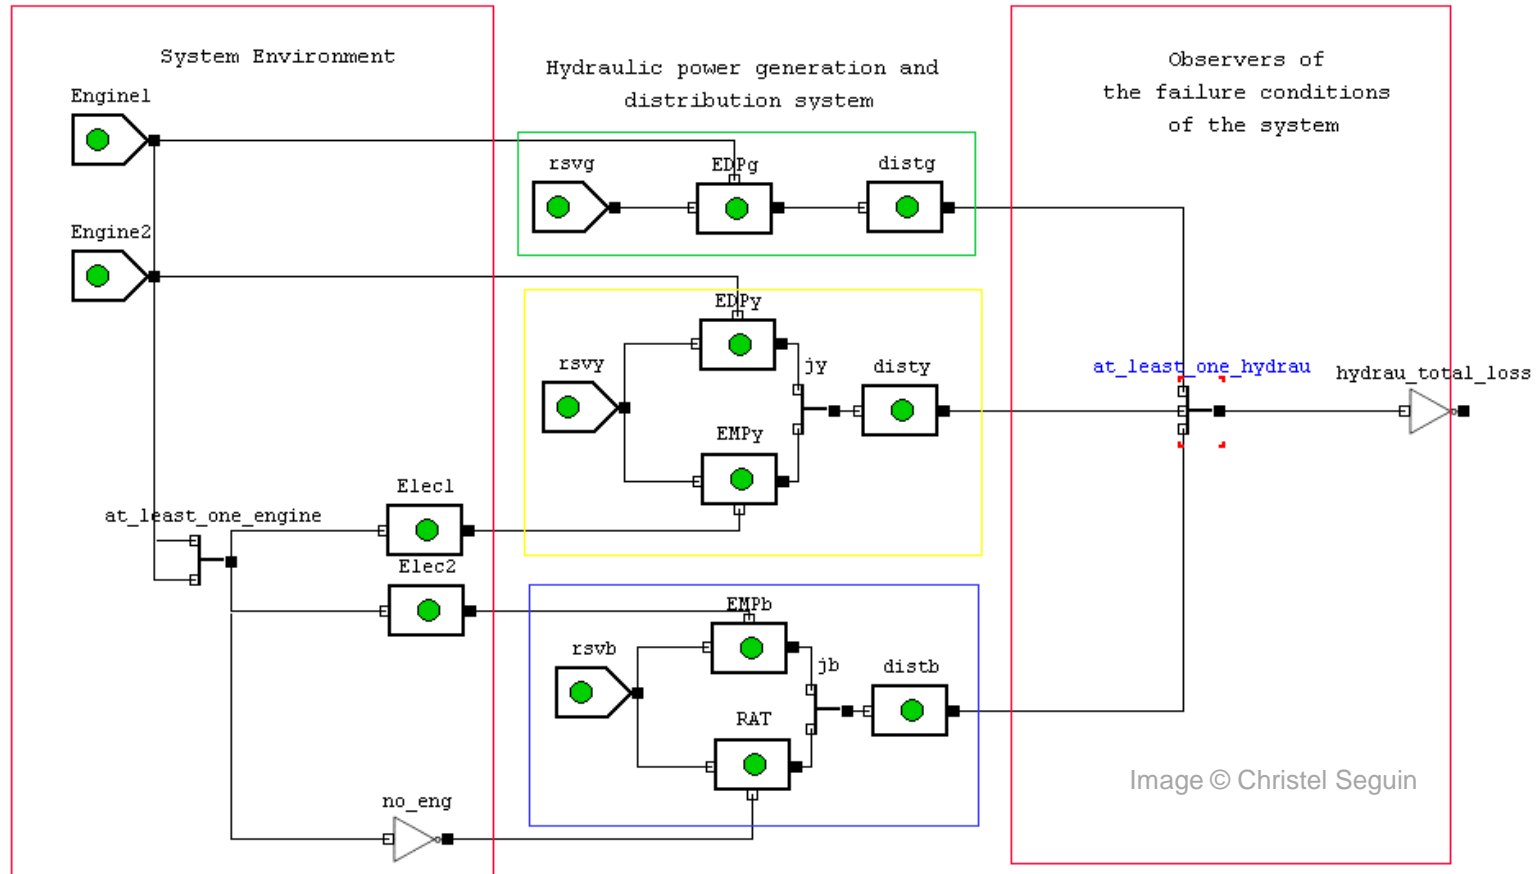 System Environment
Hydraulic power generation and
distribution system
Observers of
the failure conditions
of the system
Engine1
rsvg
EDPg
distg
Engine2
EDPy
rsvy
jy
disty
at_least_one_hydrau
hydrau_total_loss
EMPy
Elec1
at_least_one_engine
Elec2
EMPb
rsvb
jb
distb
RAT
Image © Christel Seguin
no_eng